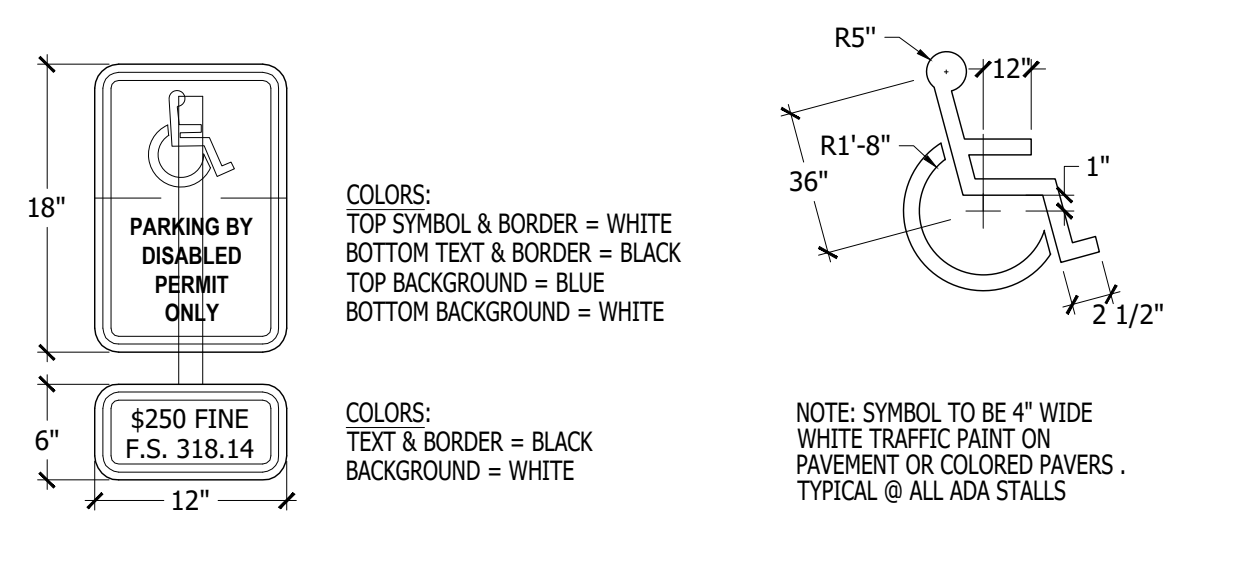 18"
PARKING BY
DISABLED
PERMIT
ONLY
6"
$250 FINE
F.S. 318.14
12"
COLORS:
TOP SYMBOL & BORDER = WHITE
BOTTOM TEXT & BORDER = BLACK
TOP BACKGROUND = BLUE
BOTTOM BACKGROUND = WHITE
COLORS:
TEXT & BORDER = BLACK
BACKGROUND = WHITE
R5"
12"
R1'-8"
36"
1"
2 1/2"
NOTE: SYMBOL TO BE 4" WIDE
WHITE TRAFFIC PAINT ON
PAVEMENT OR COLORED PAVERS .
TYPICAL @ ALL ADA STALLS